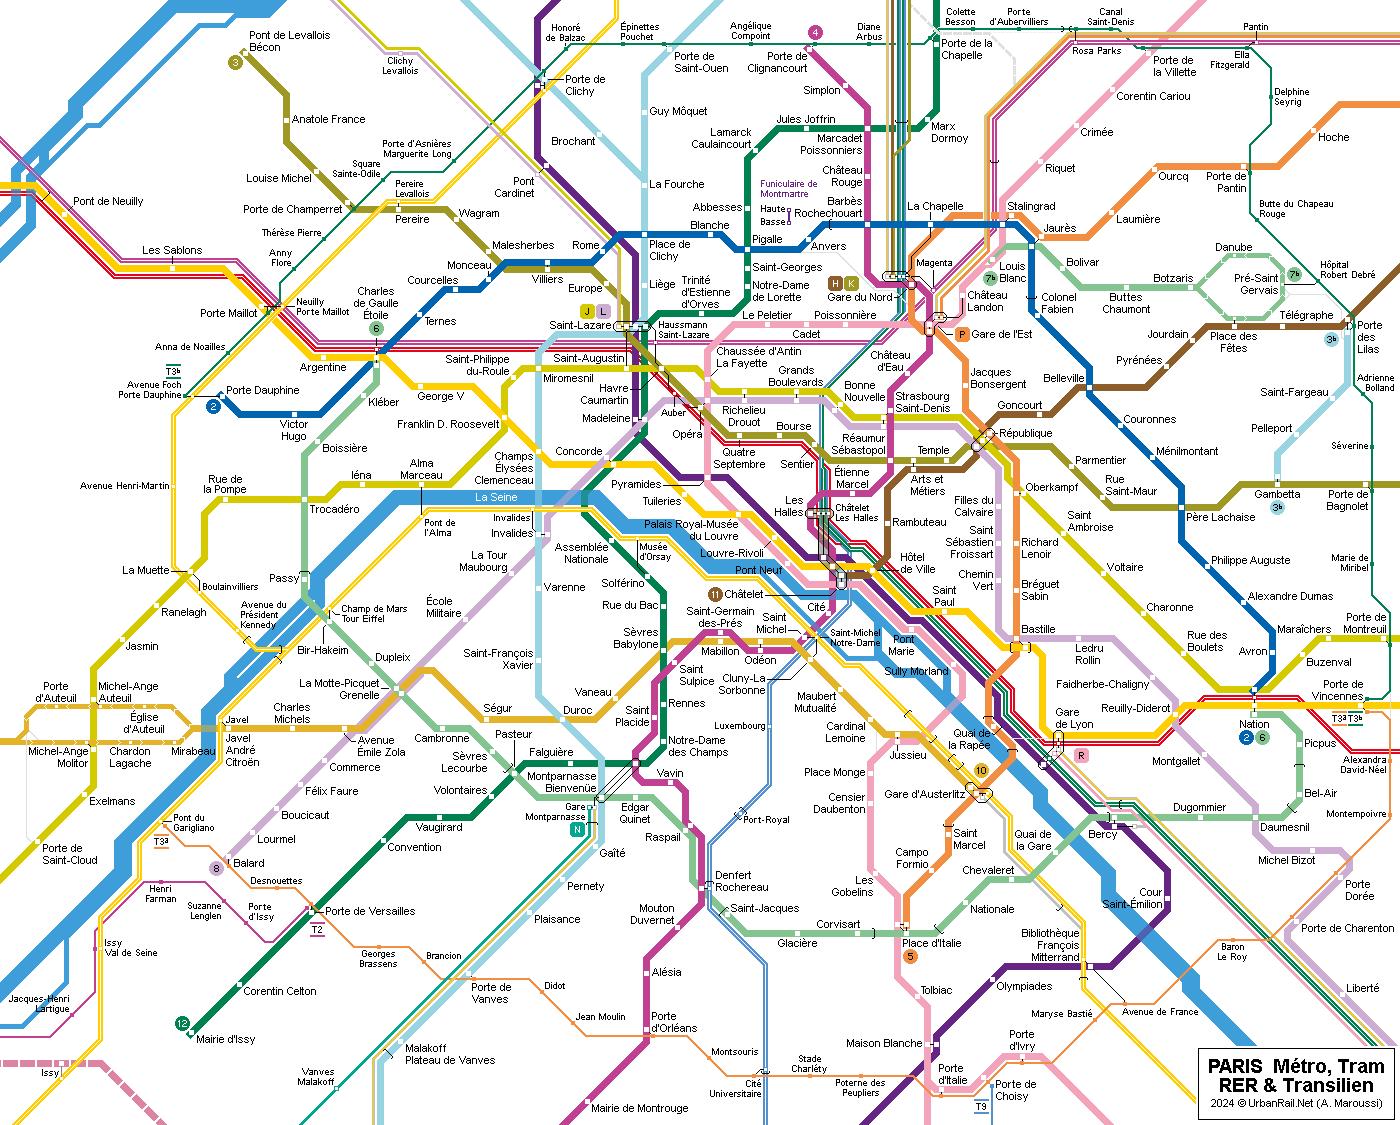 Pont de Levallois
Bécon
3
Clichy
Levallois
Honoré
de Balzac
Épinettes
Pouchet
Angélique
Compoint
4
Diane
Arbus
Colette
Besson
Porte
d'Aubervilliers
Canal
Saint-Denis
Pantin
Rosa Parks
Ella
Fitzgerald
Porte de
Saint-Ouen
Porte de
Clignancourt
Porte de la
Chapelle
Porte de
la Villette
Porte de
Clichy
Simplon
Corentin Cariou
Delphine
Seyrig
Anatole France
Guy Môquet
Jules Joffrin
Lamarck
Caulaincourt
Marcadet
Poissonniers
Marx
Dormoy
Crimée
Hoche
Brochant
Porte d'Asnières
Marguerite Long
Square
Sainte-Odile
Louise Michel
Pereire
Levallois
Pont
Cardinet
La Fourche
Funiculaire de
Montmartre
Haute
Basse
Château
Rouge
Riquet
Ourcq
Porte de
Pantin
Pont de Neuilly
Porte de Champerret
Pereire
Wagram
Abbesses
Barbès
Rochechouart
La Chapelle
Stalingrad
Laumière
Butte du Chapeau
Rouge
Thérèse Pierre
Blanche
Pigalle
Anvers
Jaurès
Les Sablons
Anny
Flore
Malesherbes
Rome
Place de
Clichy
Danube
Monceau
Villiers
Courcelles
Europe
Saint-Georges
Magenta
Louis
Blanc
7b
Bolivar
Botzaris
Pré-Saint
Gervais
7b
Hôpital
Robert Debré
Charles
de Gaulle
Étoile
6
Liège
Trinité
d'Estienne
d'Orves
Notre-Dame
de Lorette
H K
Gare du Nord
Château
Landon
Colonel
Fabien
Buttes
Chaumont
Neuilly
Porte Maillot
Porte Maillot
Ternes
J L
Saint-Lazare
Haussmann
Saint-Lazare
Le Peletier
Cadet
Poissonnière
P
Gare de l'Est
Jourdain
Place des
Fêtes
Télégraphe
3b
Porte
des
Lilas
Anna de Noailles
Argentine
Saint-Philippe
du-Roule
Saint-Augustin
Miromesnil
Chaussée d'Antin
La Fayette
Grands
Boulevards
Château
d'Eau
Jacques
Bonsergent
Belleville
Pyrénées
T3b
Avenue Foch
Porte Dauphine
Porte Dauphine
2
Kléber
George V
Havre
Caumartin
Bonne
Nouvelle
Strasbourg
Saint-Denis
Goncourt
Saint-Fargeau
Adrienne
Bolland
Victor
Hugo
Franklin D. Roosevelt
Madeleine
Auber
Opéra
Richelieu
Drouot
Bourse
Réaumur
Sébastopol
République
Couronnes
Pelleport
Boissière
Quatre
Septembre
Sentier
Temple
Séverine
Ménilmontant
Champs
Élysées
Clemenceau
Concorde
Pyramides
Étienne
Marcel
Arts et
Métiers
Parmentier
Iéna
Alma
Marceau
Rue de
la Pompe
Avenue Henri-Martin
La Seine
Tuileries
Les
Halles
Châtelet
Les Halles
Filles du
Calvaire
Oberkampf
Rue
Saint-Maur
Gambetta
3b
Porte de
Bagnolet
Trocadéro
Pont de
l'Alma
Invalides
Invalides
Palais Royal-Musée
du Louvre
Rambuteau
Saint
Ambroise
Père Lachaise
Saint
Sébastien
Froissart
Richard
Lenoir
Assemblée
Nationale
Musée
d'Orsay
Louvre-Rivoli
Pont Neuf
Hôtel
de Ville
La Tour
Maubourg
Philippe Auguste
Marie de
Miribel
La Muette
Boulainvilliers
Passy
Varenne
Solférino
11
Châtelet
Saint
Paul
Chemin
Vert
Bréguet
Sabin
Voltaire
Alexandre Dumas
Ranelagh
Avenue du
Président
Kennedy
Champ de Mars
Tour Eiffel
École
Militaire
Rue du Bac
Saint-Germain
des-Prés
Cité
Charonne
Maraîchers
Porte de
Montreuil
Jasmin
Bir-Hakeim
Dupleix
Saint-François
Xavier
Sèvres
Babylone
Mabillon
Odéon
Saint
Michel
Saint-Michel
Notre-Dame
Pont
Marie
Bastille
Ledru
Rollin
Rue des
Boulets
Avron
Buzenval
Porte
d'Auteuil
Michel-Ange
Auteuil
La Motte-Picquet
Grenelle
Vaneau
Saint
Sulpice
Cluny-La
Sorbonne
Sully Morland
Faidherbe-Chaligny
Porte de
Vincennes
Église
d'Auteuil
Charles
Michels
Ségur
Duroc
Saint
Placide
Rennes
Maubert
Mutualité
Reuilly-Diderot
T3a T3b
Michel-Ange
Molitor
Chardon
Lagache
Mirabeau
Javel
Javel
André
Citroën
Avenue
Émile Zola
Cambronne
Pasteur
Luxembourg
Cardinal
Lemoine
Quai de
la Rapée
Gare
de Lyon
R
Nation
2 6
Picpus
Notre-Dame
des Champs
Jussieu
Commerce
Sèvres
Lecourbe
Falguière
Montgallet
Alexandra
David-Néel
Place Monge
10
Félix Faure
Volontaires
Montparnasse
Bienvenüe
Vavin
Exelmans
Gare d'Austerlitz
Bel-Air
Boucicaut
Gare
Montparnasse
Edgar
Quinet
Censier
Daubenton
Dugommier
Montempoivre
Pont du
Garigliano
T3a
Vaugirard
N
Port-Royal
Saint
Marcel
Quai de
la Gare
Bercy
Daumesnil
Porte de
Saint-Cloud
Lourmel
Convention
Raspail
Gaîté
8
Balard
Campo
Formio
Michel Bizot
Henri
Farman
Desnouettes
Pernety
Denfert
Rochereau
Les
Gobelins
Chevaleret
Cour
Saint-Émilion
Porte
Dorée
Suzanne
Lenglen
Porte
d'Issy
Porte de Versailles
T2
Plaisance
Mouton
Duvernet
Saint-Jacques
Nationale
Corvisart
Glacière
Place d'Italie
5
Bibliothèque
François
Mitterrand
Porte de Charenton
Issy
Val de Seine
Georges
Brassens
Brancion
Baron
Le Roy
Corentin Celton
Porte de
Vanves
Alésia
Tolbiac
Olympiades
Liberté
Jacques-Henri
Lartigue
Didot
12
Mairie d'Issy
Jean Moulin
Porte
d'Orléans
Maryse Bastié
Avenue de France
Malakoff
Plateau de Vanves
Montsouris
Stade
Charléty
Maison Blanche
Porte
d'Ivry
Issy
Vanves
Malakoff
Cité
Universitaire
Poterne des
Peupliers
Porte
d'Italie
Porte de
Choisy
T9
Mairie de Montrouge
PARIS Métro, Tram
RER & Transilien
2024 © UrbanRail.Net (A. Maroussi)